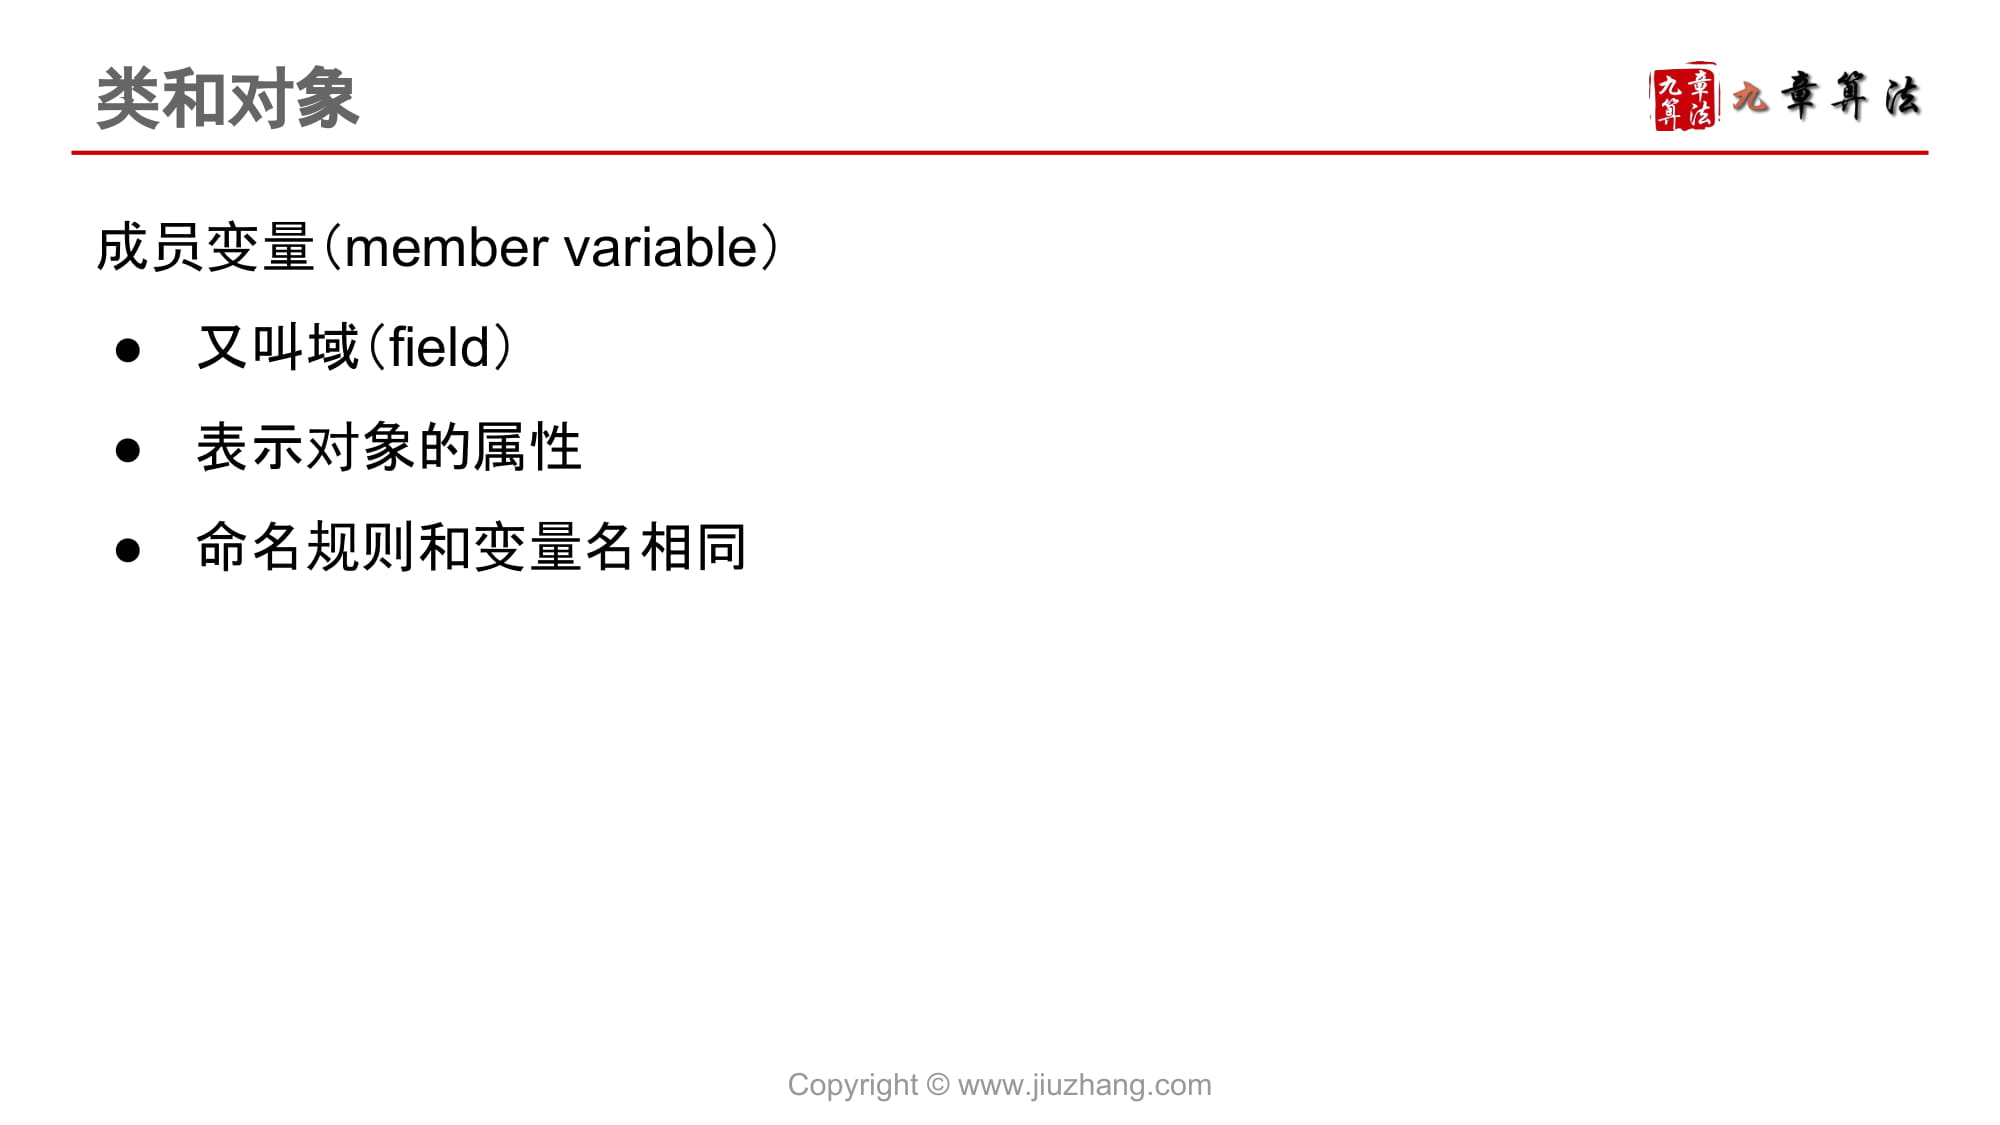 类和对象
九章算法
九章算法
成员变量（member variable）
● 又叫域（field）
● 表示对象的属性
● 命名规则和变量名相同
Copyright © www.jiuzhang.com